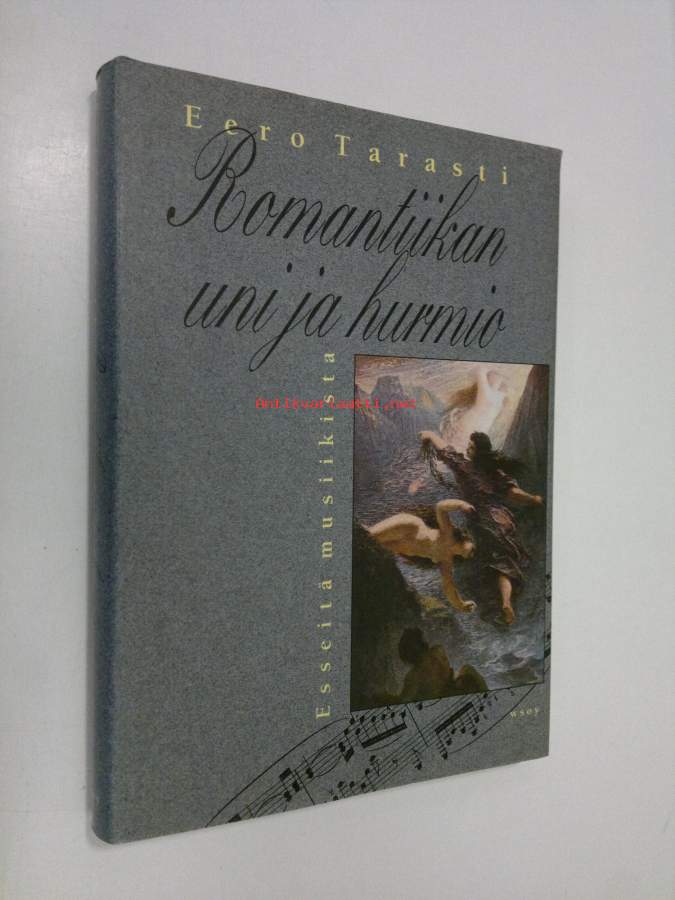 Eero Tarasti
Romantiikan
uni ja hurmio
Esseitä musiikista
Antikvariaatti.net
wsoy